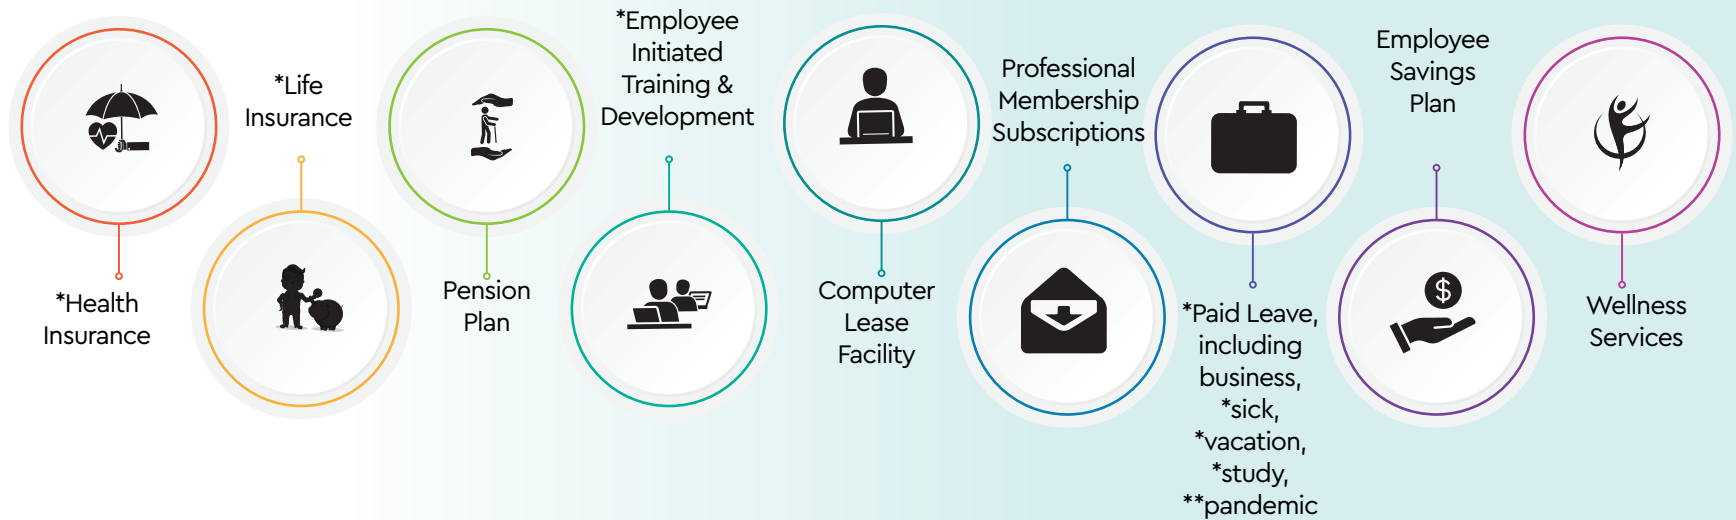 *Health
Insurance
*Life
Insurance
Pension
Plan
*Employee
Initiated
Training &
Development
Computer
Lease
Facility
Professional
Membership
Subscriptions
*Paid Leave,
including
business,
*sick,
*vacation,
*study,
**pandemic
Employee
Savings
Plan
$
Wellness
Services